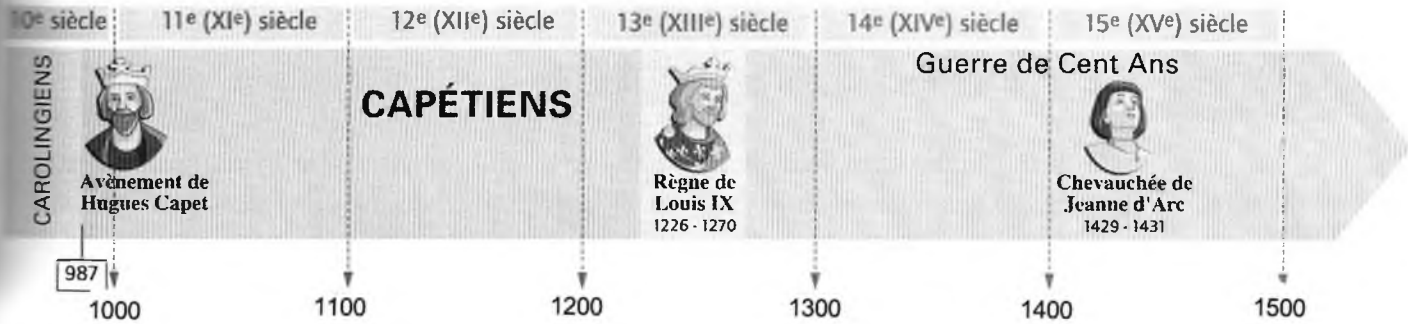 10e siècle
11e (XIe) siècle
12e (XIIe) siècle
13e (XIIIe) siècle
14e (XIVe) siècle
15e (XVe) siècle
CAROLINGIENS
CAPÉTIENS
Guerre de Cent Ans
Avènement de
Hugues Capet
Règne de
Louis IX
1226 - 1270
Chevauchée de
Jeanne d'Arc
1429 - 1431
987
1000
1100
1200
1300
1400
1500